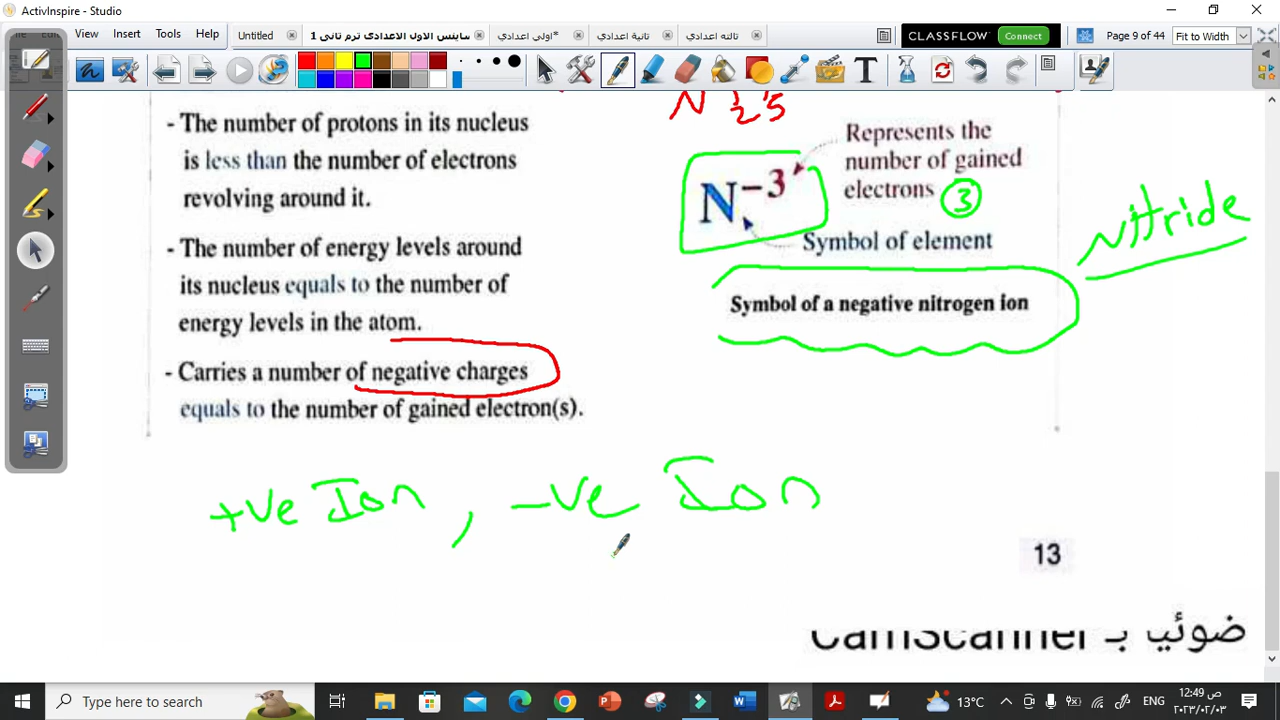 ActivInspire - Studio
View Insert Tools Help Untitled ساينس الاول الاعدادى ترم تانى 1 اولى اعدادي* تانية اعدادي تالته اعدادي CLASSFLOW Connect Page 9 of 44 Fit to Width
N 2, 5
- The number of protons in its nucleus
is less than the number of electrons
revolving around it.
- The number of energy levels around
its nucleus equals to the number of
energy levels in the atom.
- Carries a number of negative charges
equals to the number of gained electron(s).
Represents the
number of gained
electrons ③
N⁻³
Symbol of element
Nitride
Symbol of a negative nitrogen ion
+ve Ion , -ve Ion
13
ضوئيا بـ CamScanner
Type here to search
13°C ENG 12:49 ص
٢٠٢٣/٠٢/٠٣